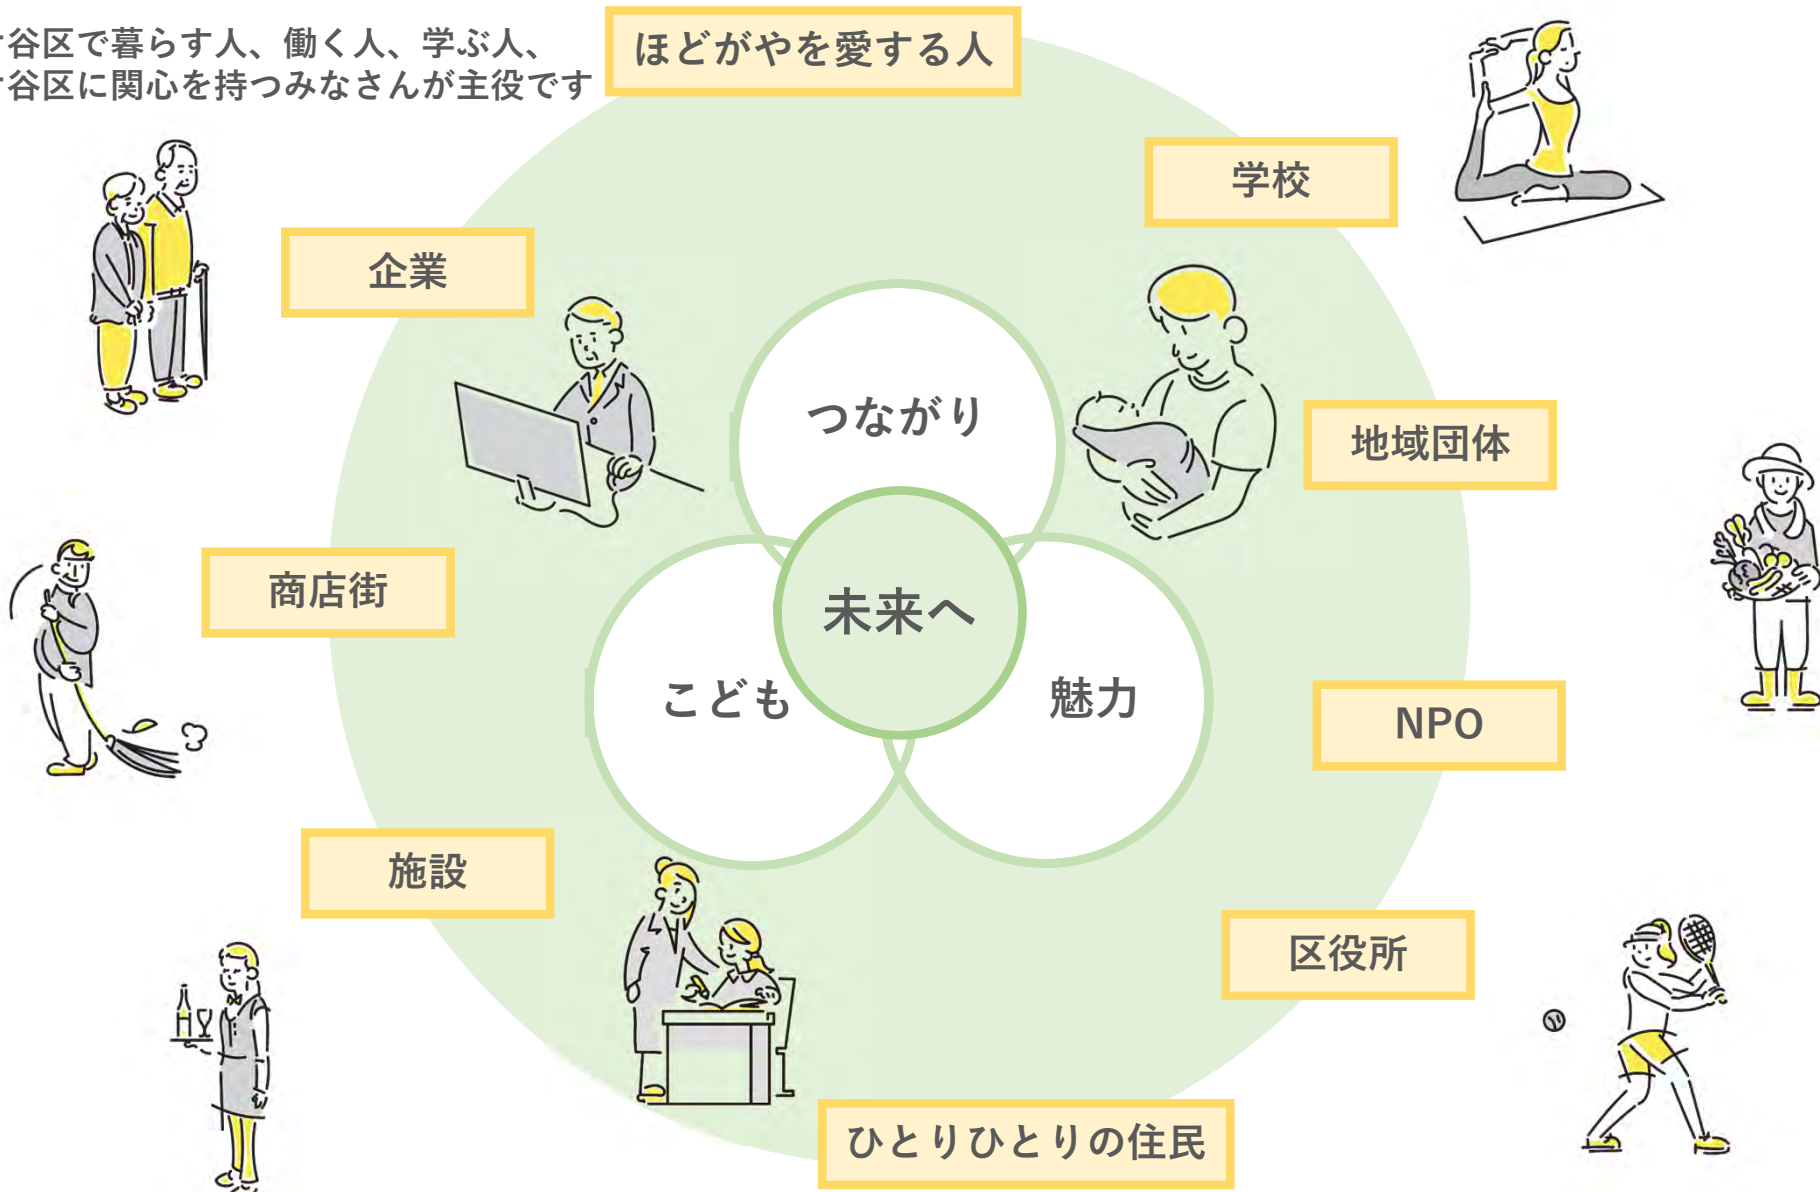 谷区で暮らす人、働く人、学ぶ人、
谷区に関心を持つみなさんが主役です
ほどがやを愛する人
学校
企業
つながり
地域団体
商店街
未来へ
こども
魅力
NPO
施設
区役所
ひとりひとりの住民